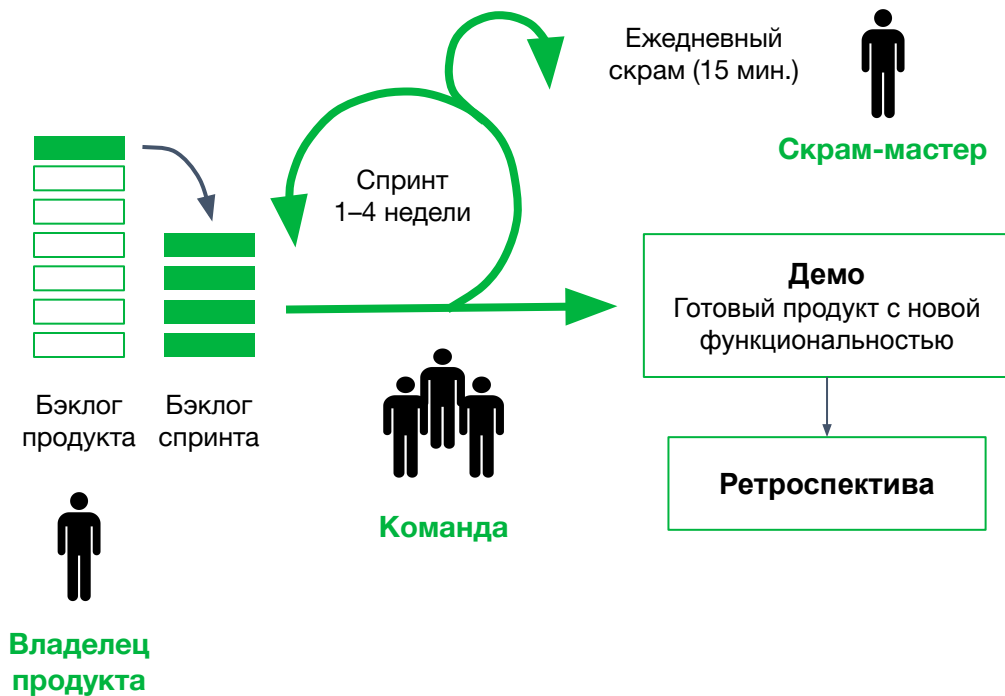 Ежедневный
скрам (15 мин.)
Скрам-мастер
Спринт
1–4 недели
Демо
Готовый продукт с новой
функциональностью
Бэклог
продукта
Бэклог
спринта
Ретроспектива
Команда
Владелец
продукта